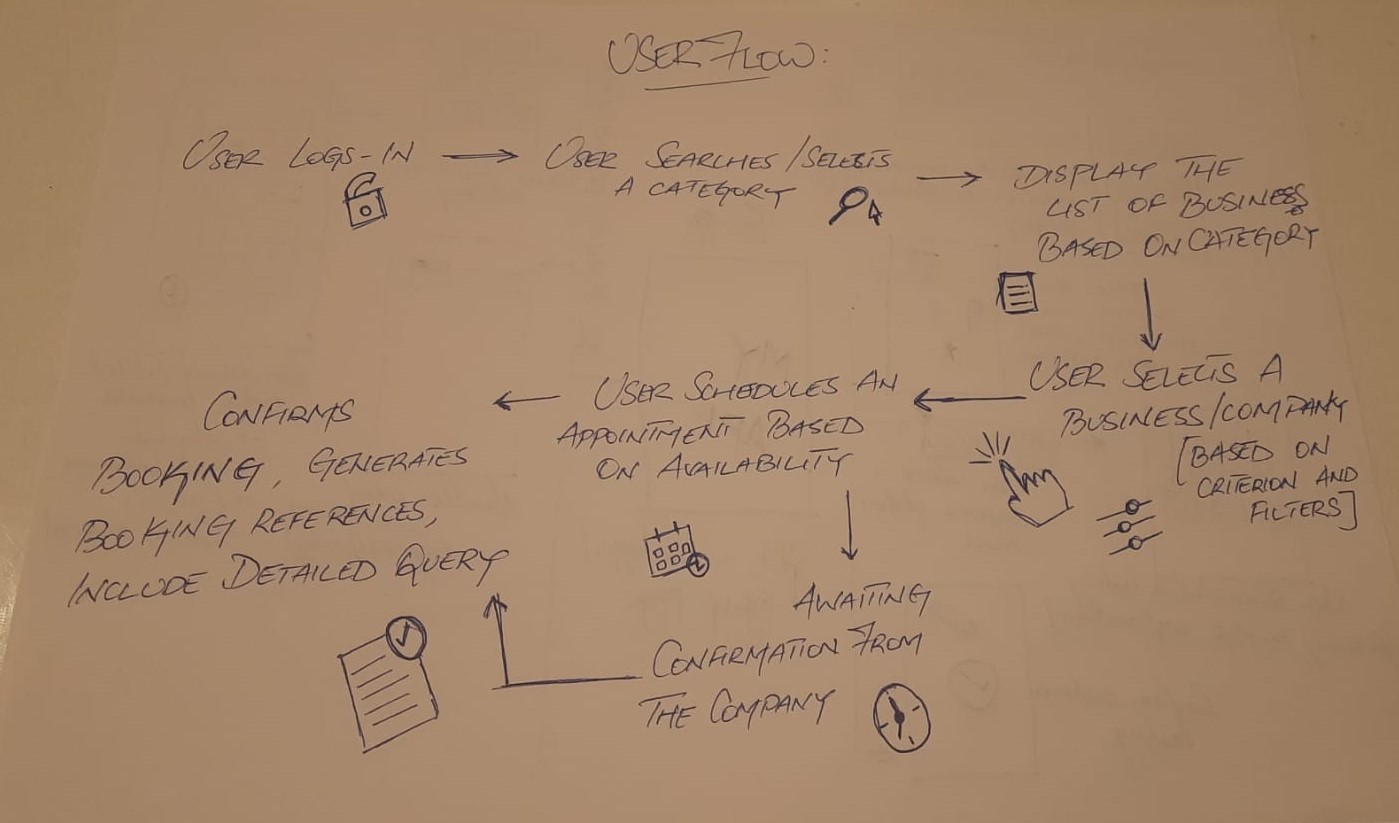 USER FLOW:
USER LOGS-IN
USER SEARCHES/SELECTS
A CATEGORY
DISPLAY THE
LIST OF BUSINESS
BASED ON CATEGORY
USER SELECTS A
BUSINESS/COMPANY
[BASED ON
CRITERION AND
FILTERS]
USER SCHEDULES AN
APPOINTMENT BASED
ON AVAILABILITY
AWAITING
CONFIRMATION FROM
THE COMPANY
CONFIRMS
BOOKING, GENERATES
BOOKING REFERENCES,
INCLUDE DETAILED QUERY